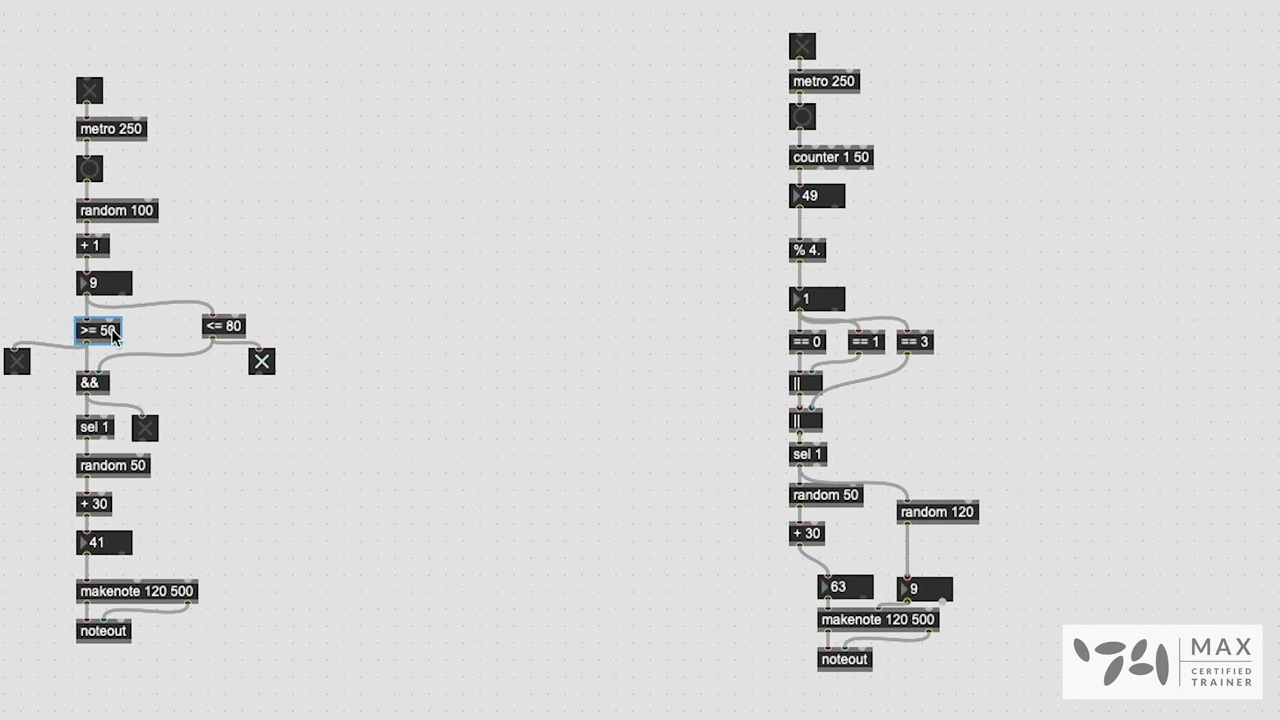 metro 250
random 100
+ 1
9
>= 50
<= 80
&&
sel 1
random 50
+ 30
41
makenote 120 500
noteout
metro 250
counter 1 50
49
% 4.
1
== 0
== 1
== 3
||
||
sel 1
random 50
random 120
+ 30
63
9
makenote 120 500
noteout
MAX
CERTIFIED
TRAINER